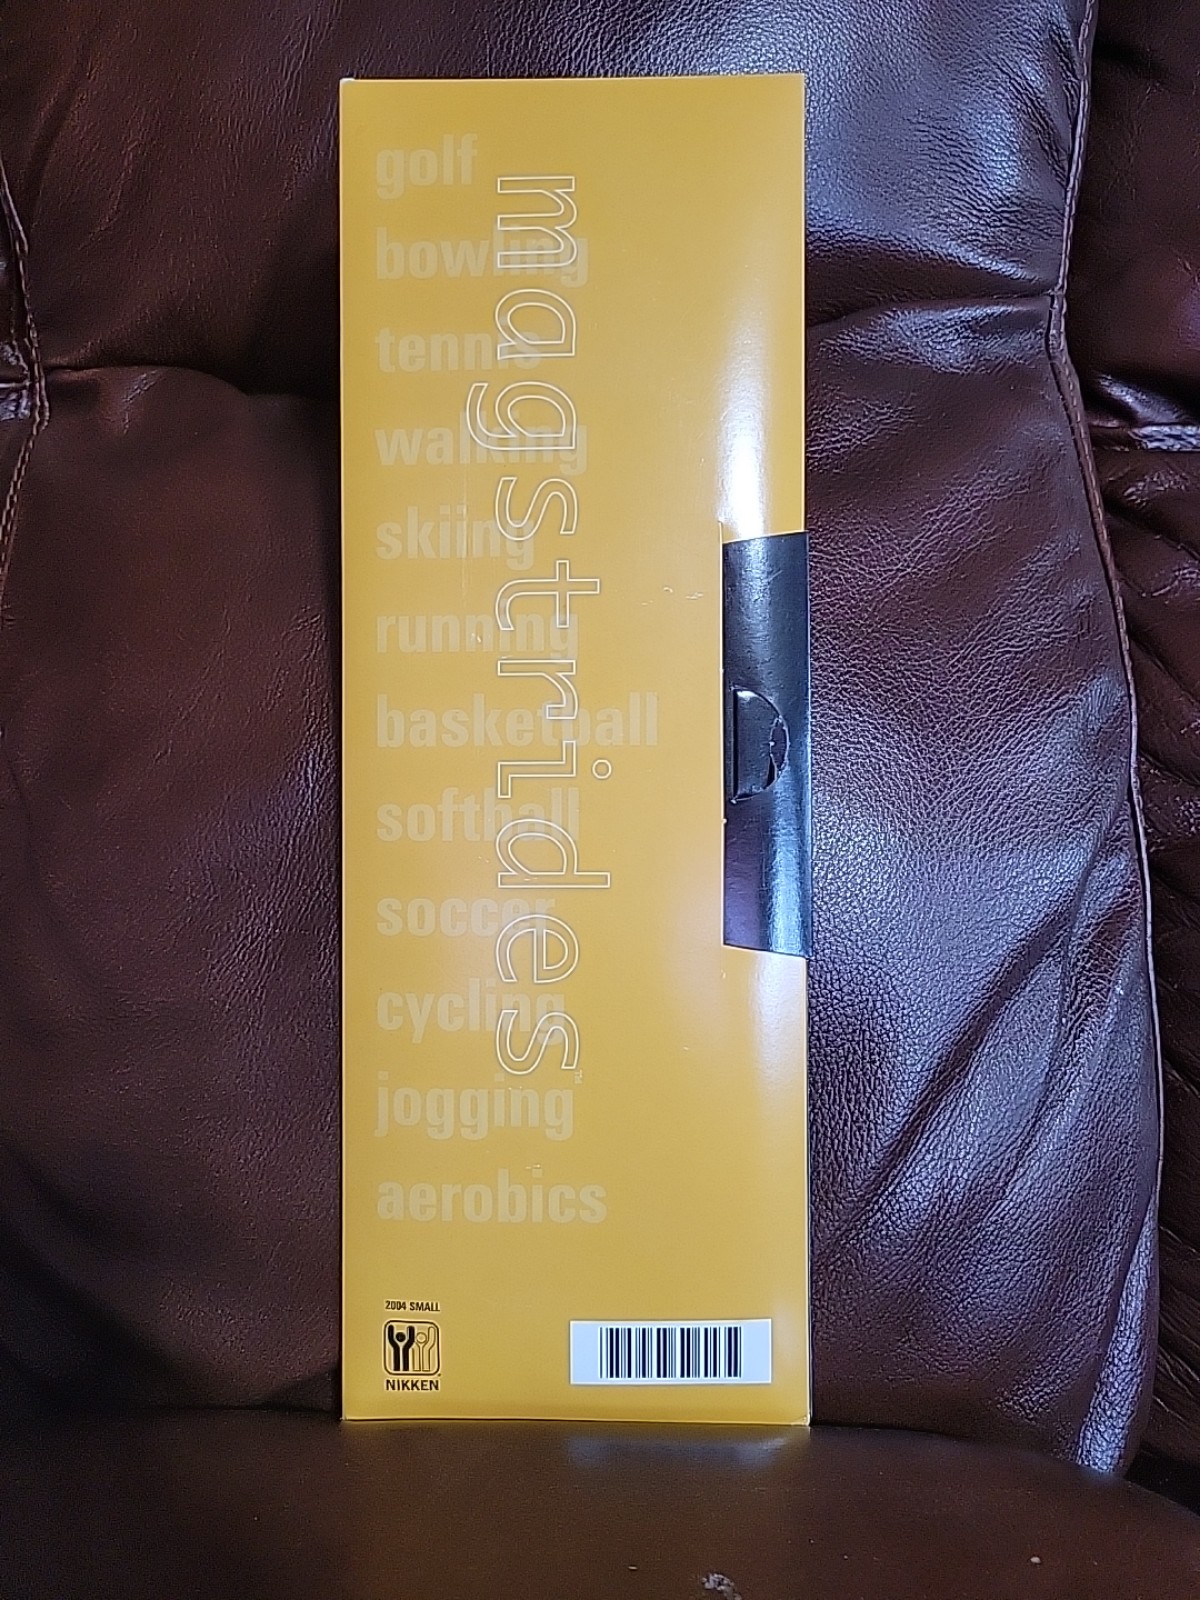 golf
bowling
tennis
walking
skiing
running
basketball
softball
soccer
cycling
jogging
aerobics
magstrides™
2004 SMALL
NIKKEN